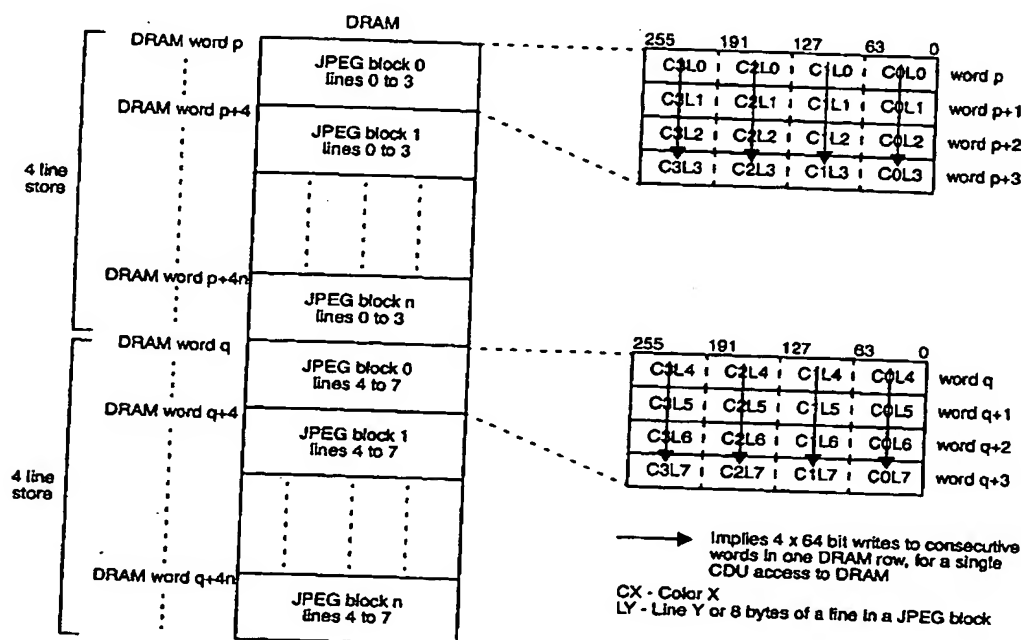 DRAM
DRAM word p
JPEG block 0
lines 0 to 3
DRAM word p+4
JPEG block 1
lines 0 to 3
4 line
store
DRAM word p+4n
JPEG block n
lines 0 to 3
255 191 127 63 0
C3L0 C2L0 C1L0 C0L0 word p
C3L1 C2L1 C1L1 C0L1 word p+1
C3L2 C2L2 C1L2 C0L2 word p+2
C3L3 C2L3 C1L3 C0L3 word p+3
DRAM word q
JPEG block 0
lines 4 to 7
DRAM word q+4
JPEG block 1
lines 4 to 7
4 line
store
DRAM word q+4n
JPEG block n
lines 4 to 7
255 191 127 63 0
C3L4 C2L4 C1L4 C0L4 word q
C3L5 C2L5 C1L5 C0L5 word q+1
C3L6 C2L6 C1L6 C0L6 word q+2
C3L7 C2L7 C1L7 C0L7 word q+3
Implies 4 x 64 bit writes to consecutive
words in one DRAM row, for a single
CDU access to DRAM
CX - Color X
LY - Line Y or 8 bytes of a line in a JPEG block